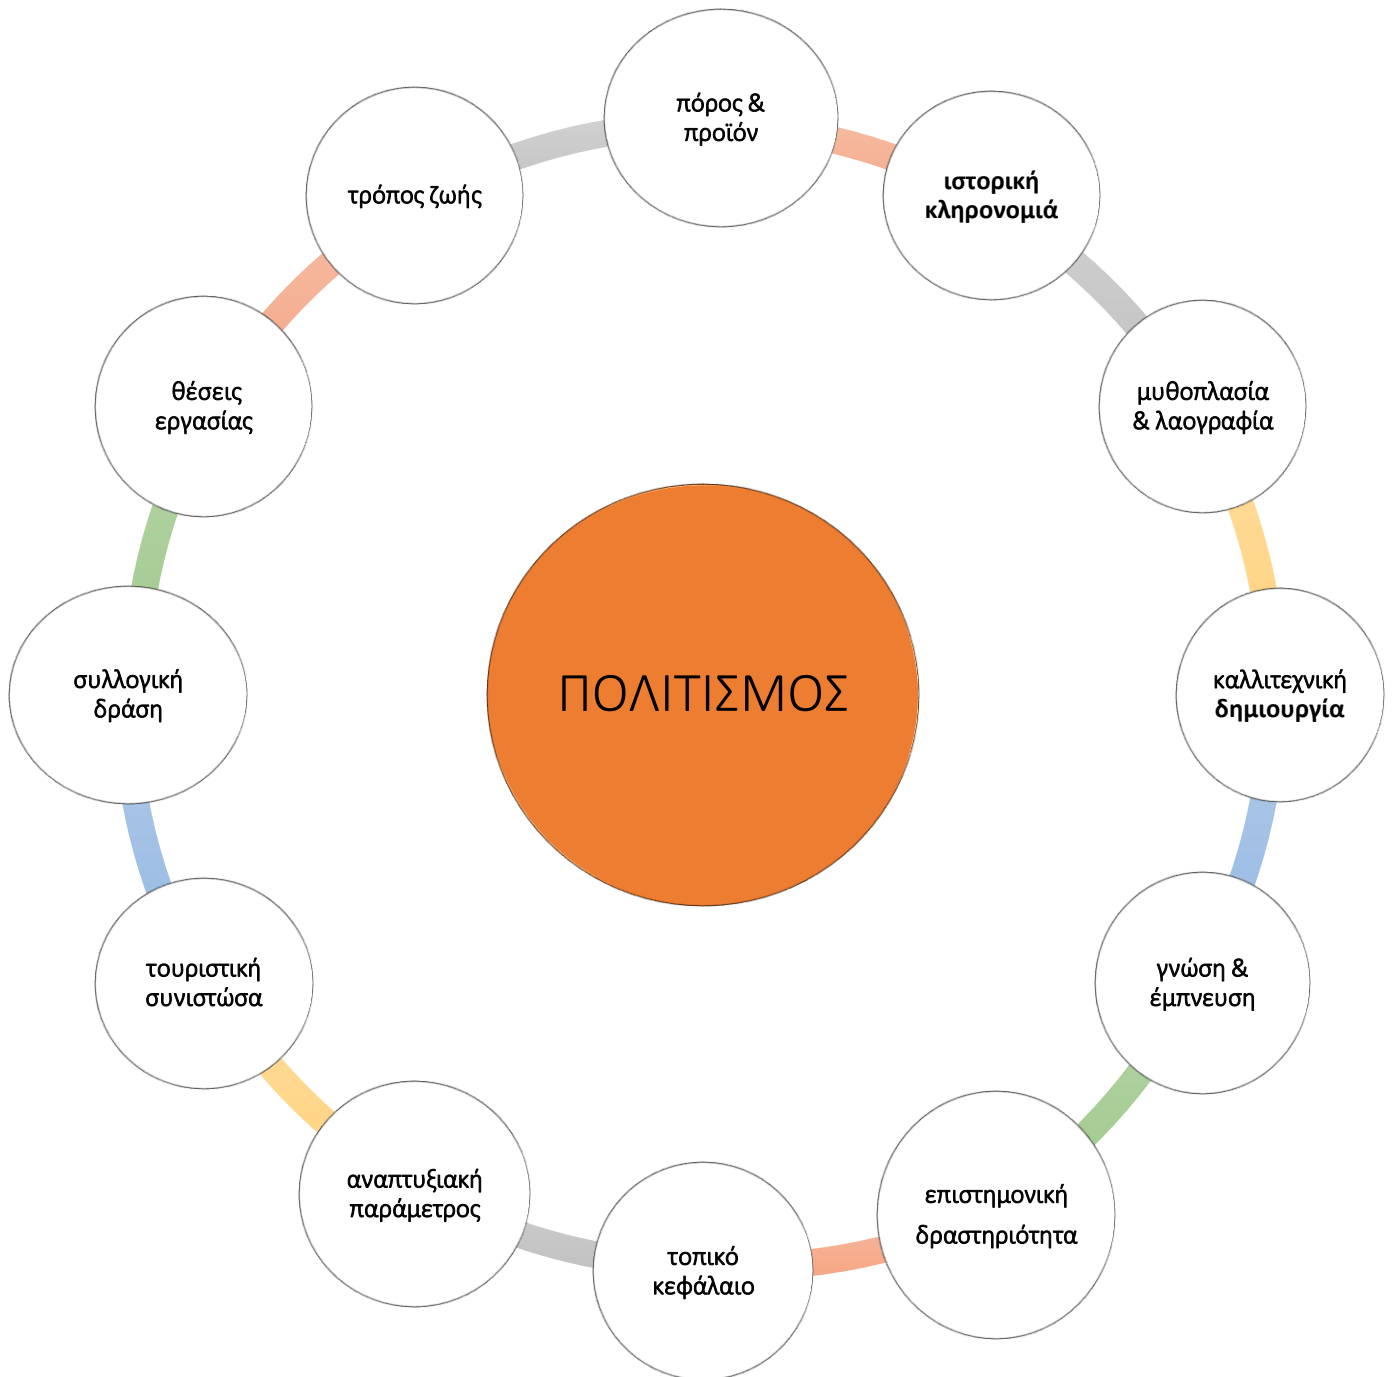 πόρος &
προϊόν
ιστορική
κληρονομιά
μυθοπλασία
& λαογραφία
καλλιτεχνική
δημιουργία
γνώση &
έμπνευση
επιστημονική
δραστηριότητα
τοπικό
κεφάλαιο
αναπτυξιακή
παράμετρος
τουριστική
συνιστώσα
συλλογική
δράση
θέσεις
εργασίας
τρόπος ζωής
ΠΟΛΙΤΙΣΜΟΣ